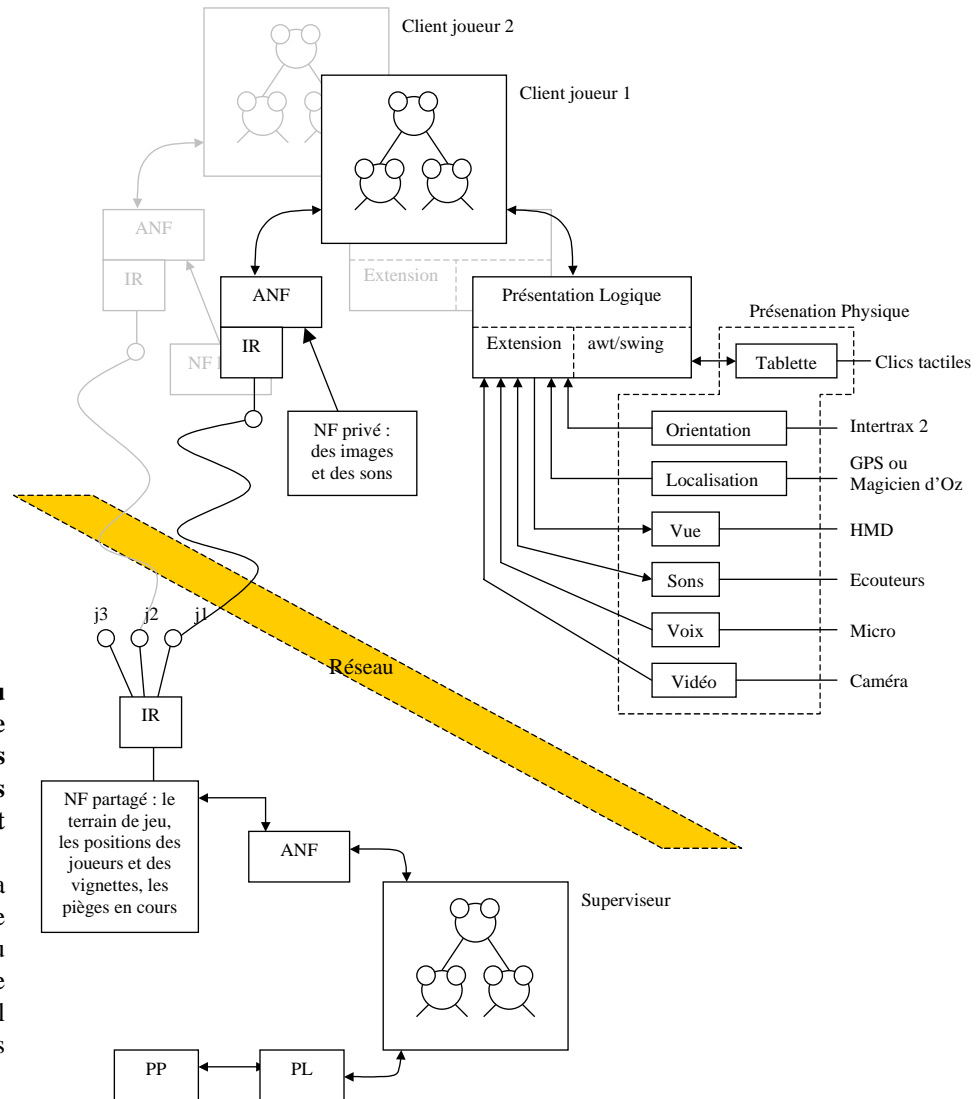 Client joueur 2
Client joueur 1
ANF
IR
Extension
NF
ANF
IR
NF privé :
des images
et des sons
Présentation Logique
Extension
awt/swing
Présenation Physique
Tablette
Clics tactiles
Orientation
Intertrax 2
Localisation
GPS ou
Magicien d'Oz
Vue
HMD
Sons
Ecouteurs
Voix
Micro
Vidéo
Caméra
j3
j2
j1
Réseau
IR
NF partagé : le
terrain de jeu,
les positions des
joueurs et des
vignettes, les
pièges en cours
ANF
Superviseur
PP
PL
u
e
s
s
t
a
e
u
e
l
s